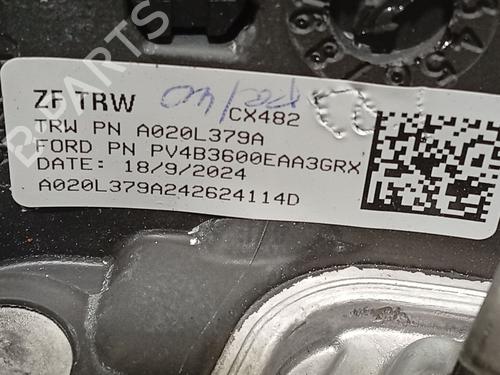 B-PARTS
ZF TRW
CX482
TRW PN A020L379A
FORD PN PV4B3600EAA3GRX
DATE: 18/9/2024
A020L379A242624114D